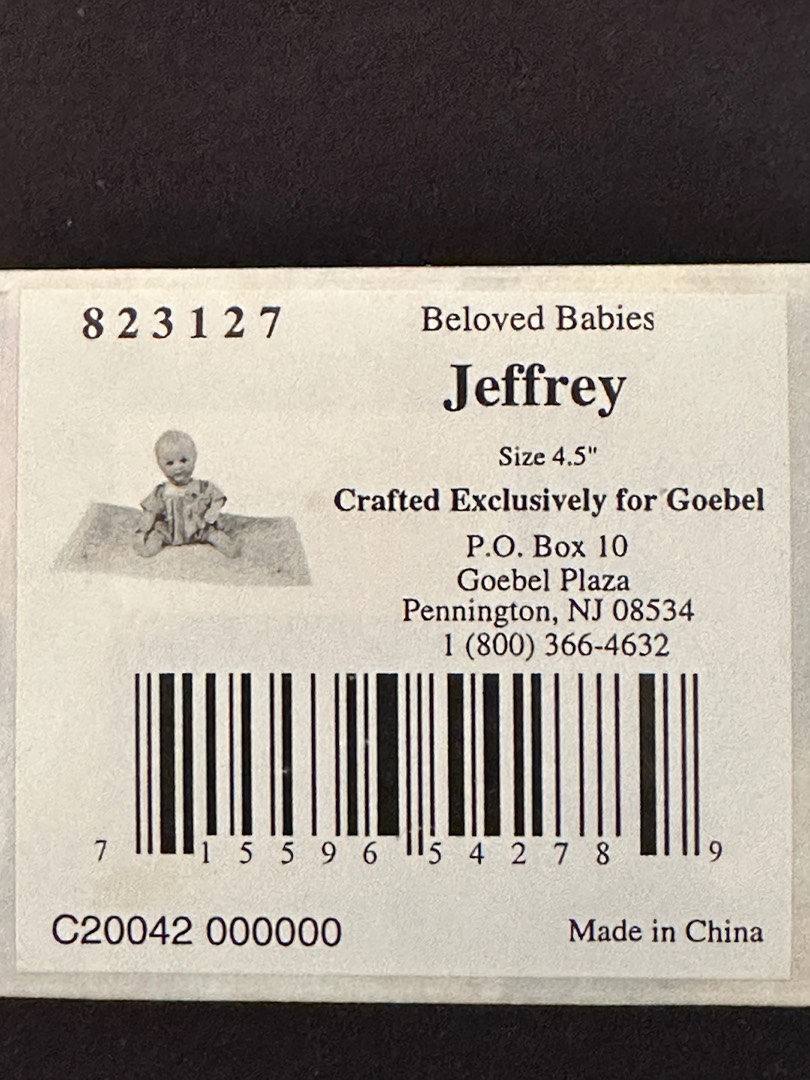 823127
Beloved Babies
Jeffrey
Size 4.5"
Crafted Exclusively for Goebel
P.O. Box 10
Goebel Plaza
Pennington, NJ 08534
1 (800) 366-4632
7 15596 54278 9
C20042 000000
Made in China